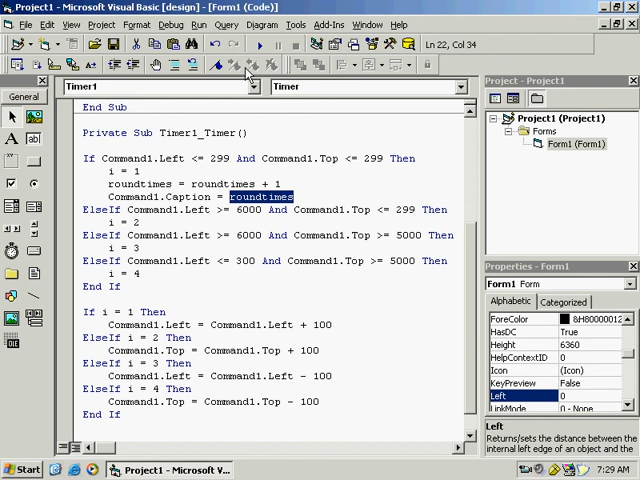 Project1 - Microsoft Visual Basic [design] - [Form1 (Code)]
File Edit View Project Format Debug Run Query Diagram Tools Add-Ins Window Help
Ln 22, Col 34
General
Timer1
Timer
End Sub
Private Sub Timer1_Timer()
If Command1.Left <= 299 And Command1.Top <= 299 Then
i = 1
roundtimes = roundtimes + 1
Command1.Caption = roundtimes
ElseIf Command1.Left >= 6000 And Command1.Top <= 299 Then
i = 2
ElseIf Command1.Left >= 6000 And Command1.Top >= 5000 Then
i = 3
ElseIf Command1.Left <= 300 And Command1.Top >= 5000 Then
i = 4
End If
If i = 1 Then
Command1.Left = Command1.Left + 100
ElseIf i = 2 Then
Command1.Top = Command1.Top + 100
ElseIf i = 3 Then
Command1.Left = Command1.Left - 100
ElseIf i = 4 Then
Command1.Top = Command1.Top - 100
End If
Project - Project1
Project1 (Project1)
Forms
Form1 (Form1)
Properties - Form1
Form1 Form
Alphabetic Categorized
ForeColor &H80000012
HasDC True
Height 6360
HelpContextID 0
Icon (Icon)
KeyPreview False
Left 0
LinkMode 0 - None
Left
Returns/sets the distance between the
internal left edge of an object and the
Start
Project1 - Microsoft V...
7:29 AM